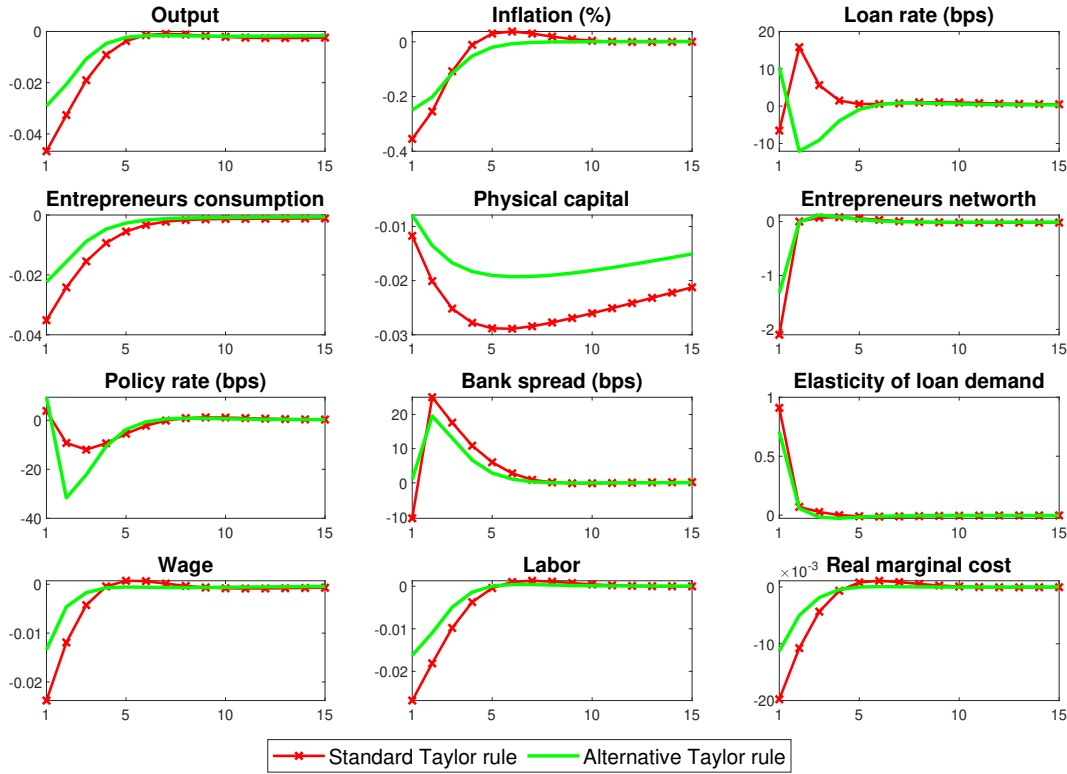 Output
0
-0.02
-0.04
1 5 10 15
Inflation (%)
0
-0.2
-0.4
1 5 10 15
Loan rate (bps)
20
10
0
-10
1 5 10 15
Entrepreneurs consumption
0
-0.02
-0.04
1 5 10 15
Physical capital
-0.01
-0.02
-0.03
1 5 10 15
Entrepreneurs networth
0
-1
-2
1 5 10 15
Policy rate (bps)
0
-20
-40
1 5 10 15
Bank spread (bps)
20
10
0
-10
1 5 10 15
Elasticity of loan demand
1
0.5
0
1 5 10 15
Wage
0
-0.01
-0.02
1 5 10 15
Labor
0
-0.01
-0.02
1 5 10 15
Real marginal cost
×10-3
0
-10
-20
1 5 10 15
Standard Taylor rule Alternative Taylor rule